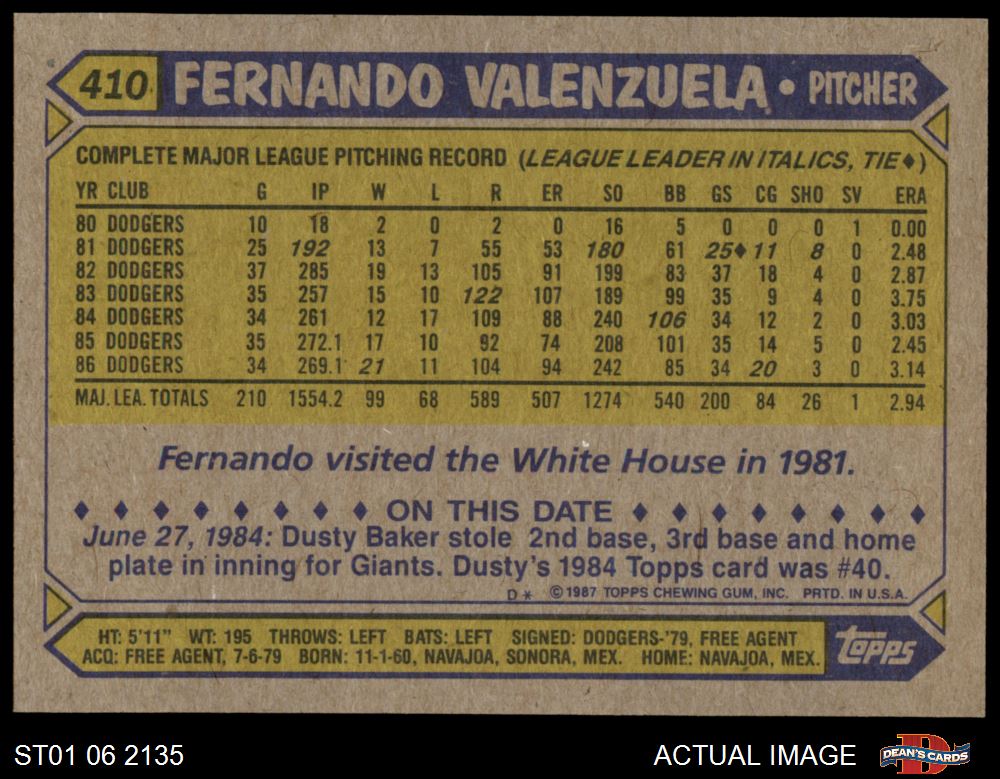 410 FERNANDO VALENZUELA • PITCHER
COMPLETE MAJOR LEAGUE PITCHING RECORD (LEAGUE LEADER IN ITALICS, TIE♦)
YR CLUB G IP W L R ER SO BB GS CG SHO SV ERA
80 DODGERS 10 18 2 0 2 0 16 5 0 0 0 1 0.00
81 DODGERS 25 192 13 7 55 53 180 61 25♦ 11 8 0 2.48
82 DODGERS 37 285 19 13 105 91 199 83 37 18 4 0 2.87
83 DODGERS 35 257 15 10 122 107 189 99 35 9 4 0 3.75
84 DODGERS 34 261 12 17 109 88 240 106 34 12 2 0 3.03
85 DODGERS 35 272.1 17 10 92 74 208 101 35 14 5 0 2.45
86 DODGERS 34 269.1 21 11 104 94 242 85 34 20 3 0 3.14
MAJ. LEA. TOTALS 210 1554.2 99 68 589 507 1274 540 200 84 26 1 2.94
Fernando visited the White House in 1981.
♦ ♦ ♦ ♦ ♦ ♦ ♦ ♦ ON THIS DATE ♦ ♦ ♦ ♦ ♦ ♦ ♦ ♦
June 27, 1984: Dusty Baker stole 2nd base, 3rd base and home
plate in inning for Giants. Dusty's 1984 Topps card was #40.
D* ©1987 TOPPS CHEWING GUM, INC. PRTD. IN U.S.A.
HT: 5'11" WT: 195 THROWS: LEFT BATS: LEFT SIGNED: DODGERS-'79, FREE AGENT
ACQ: FREE AGENT, 7-6-79 BORN: 11-1-60, NAVAJOA, SONORA, MEX. HOME: NAVAJOA, MEX.
Topps
ST01 06 2135
ACTUAL IMAGE
D
DEAN'S CARDS